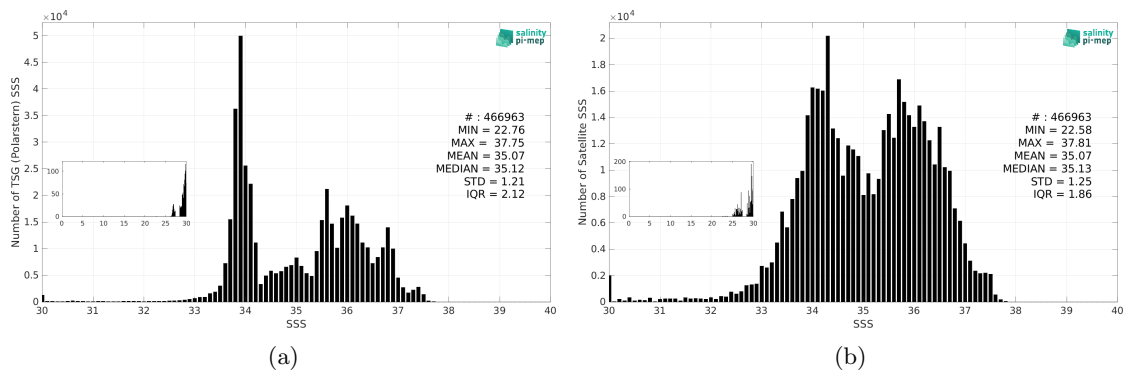 ×10⁴
5
4.5
4
3.5
3
2.5
2
1.5
1
0.5
0
Number of TSG (Polarstern) SSS
salinity
pi-mep
# : 466963
MIN = 22.76
MAX = 37.75
MEAN = 35.07
MEDIAN = 35.12
STD = 1.21
IQR = 2.12
100
50
0
0 5 10 15 20 25 30
30 31 32 33 34 35 36 37 38 39 40
SSS
(a)
×10⁴
2
1.8
1.6
1.4
1.2
1
0.8
0.6
0.4
0.2
0
Number of Satellite SSS
salinity
pi-mep
# : 466963
MIN = 22.58
MAX = 37.81
MEAN = 35.07
MEDIAN = 35.13
STD = 1.25
IQR = 1.86
200
150
100
50
0
0 5 10 15 20 25 30
30 31 32 33 34 35 36 37 38 39 40
SSS
(b)